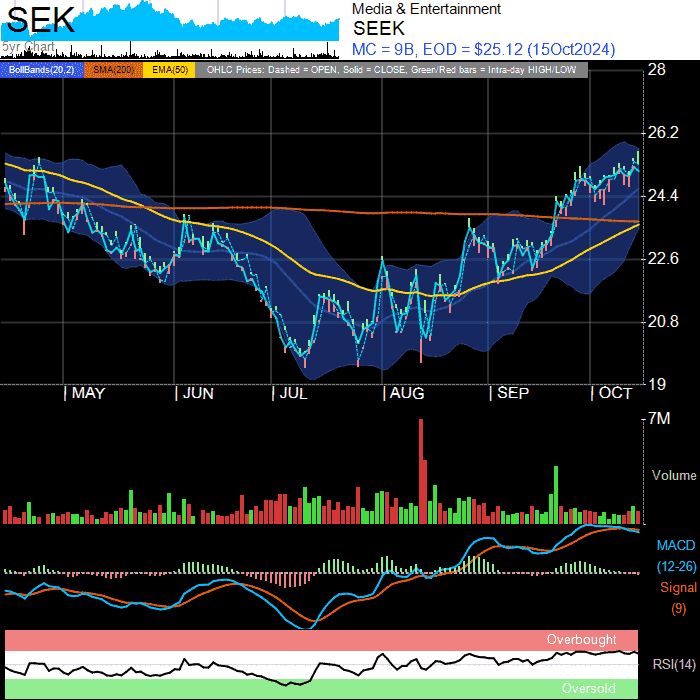 SEK
5yr Chart
Media & Entertainment
SEEK
MC = 9B, EOD = $25.12 (15Oct2024)
BollBands(20,2) SMA(200) EMA(50) OHLC Prices: Dashed = OPEN, Solid = CLOSE, Green/Red bars = Intra-day HIGH/LOW
28
26.2
24.4
22.6
20.8
19
| MAY | JUN | JUL | AUG | SEP | OCT
7M
Volume
MACD
(12-26)
Signal
(9)
Overbought
RSI(14)
Oversold